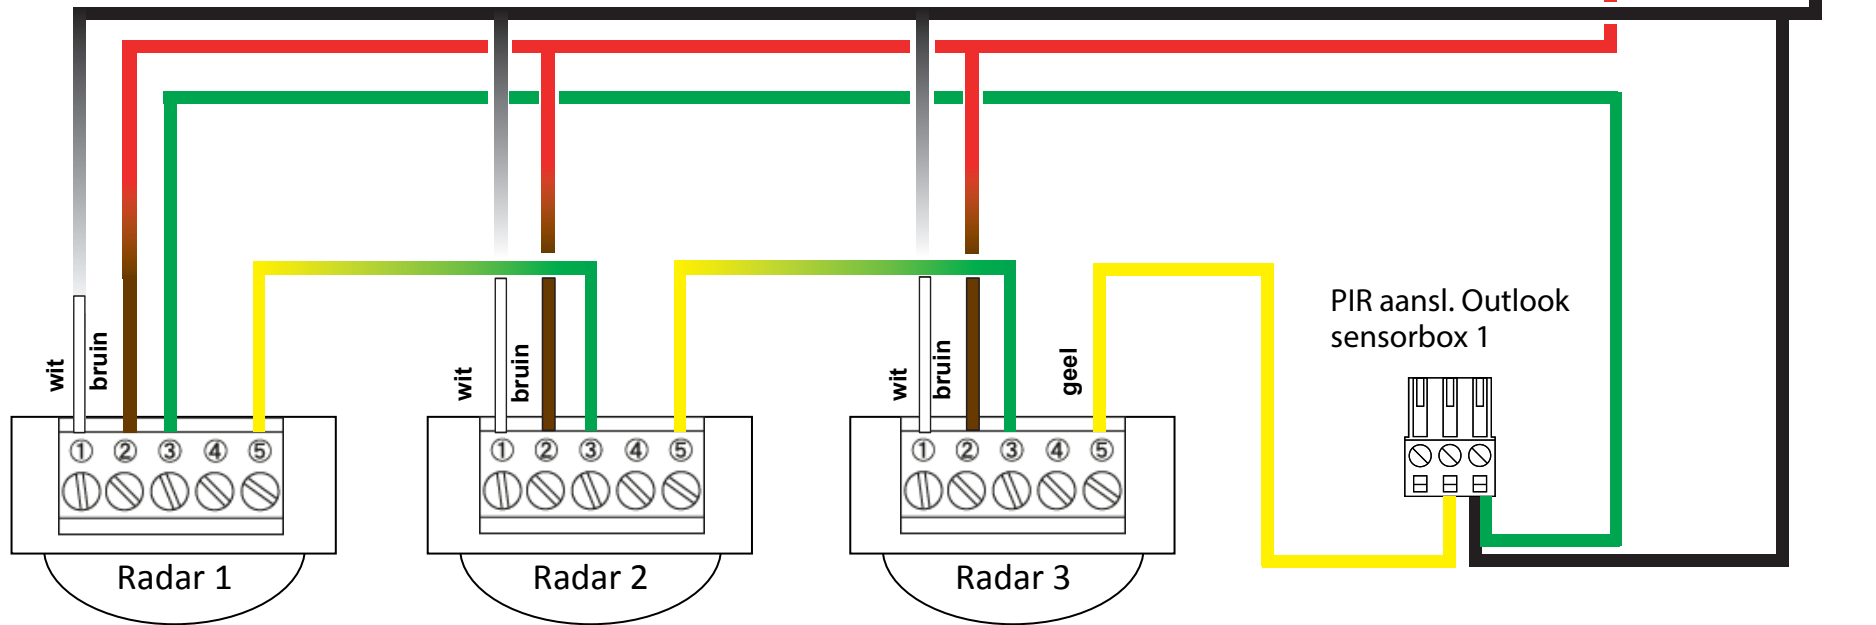 PIR aansl. Outlook
sensorbox 1
wit
bruin
wit
bruin
wit
bruin
geel
① ② ③ ④ ⑤
① ② ③ ④ ⑤
① ② ③ ④ ⑤
Radar 1
Radar 2
Radar 3